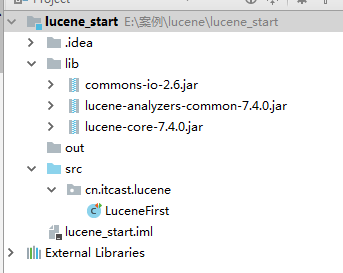 Project
lucene_start E:\案例\lucene\lucene_start
.idea
lib
commons-io-2.6.jar
lucene-analyzers-common-7.4.0.jar
lucene-core-7.4.0.jar
out
src
cn.itcast.lucene
LuceneFirst
lucene_start.iml
External Libraries